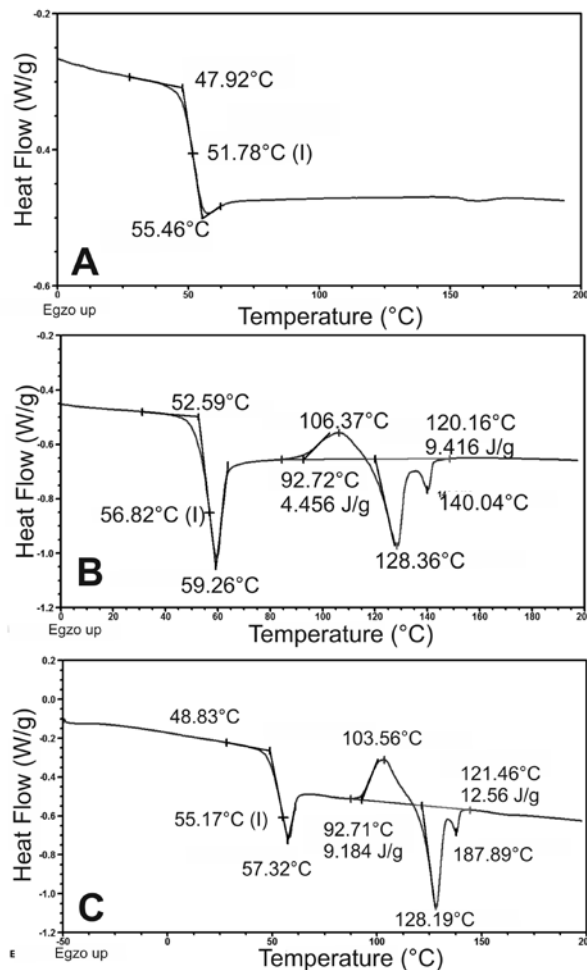 -0.2
47.92°C
51.78°C (I)
0.4
55.46°C
A
-0.6
0 50 100 150 200
Egzo up
Temperature (°C)
Heat Flow (W/g)
-0.2
-0.4
52.59°C
106.37°C
120.16°C
9.416 J/g
-0.6
92.72°C
4.456 J/g
140.04°C
-0.8
56.82°C (I)
-1.0
128.36°C
59.26°C
B
-1.2
0 20 40 60 80 100 120 140 160 180 200
Egzo up
Temperature (°C)
Heat Flow (W/g)
0.2
0.0
48.83°C
103.56°C
-0.2
121.46°C
12.56 J/g
-0.4
55.17°C (I)
92.71°C
9.184 J/g
-0.6
187.89°C
57.32°C
-0.8
-1.0
128.19°C
C
-1.2
-50 0 50 100 150 200
E
Egzo up
Temperature (°C)
Heat Flow (W/g)